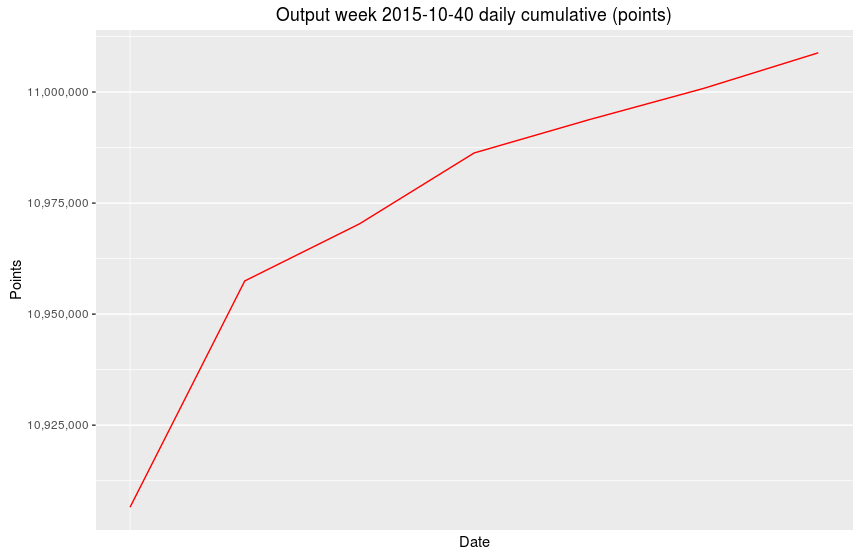 Output week 2015-10-40 daily cumulative (points)
11,000,000
10,975,000
10,950,000
10,925,000
Points
Date